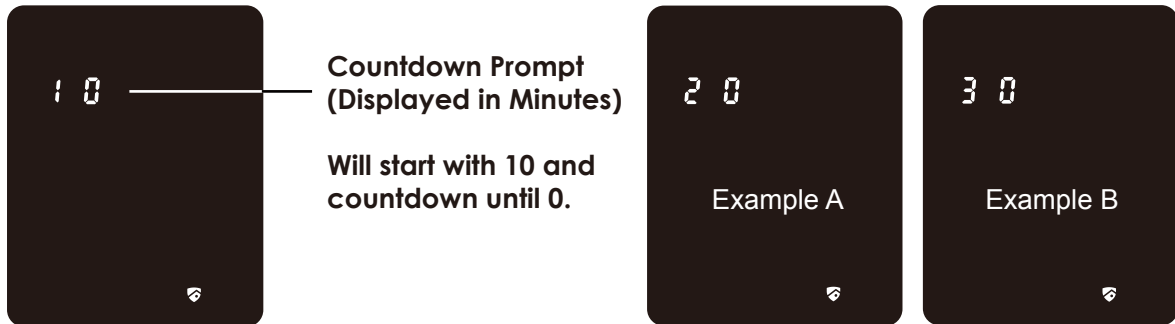 10
Countdown Prompt
(Displayed in Minutes)
Will start with 10 and
countdown until 0.
20
Example A
30
Example B